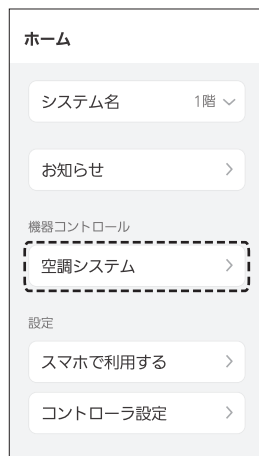 ホーム
システム名 1階
お知らせ
機器コントロール
空調システム
設定
スマホで利用する
コントローラ設定